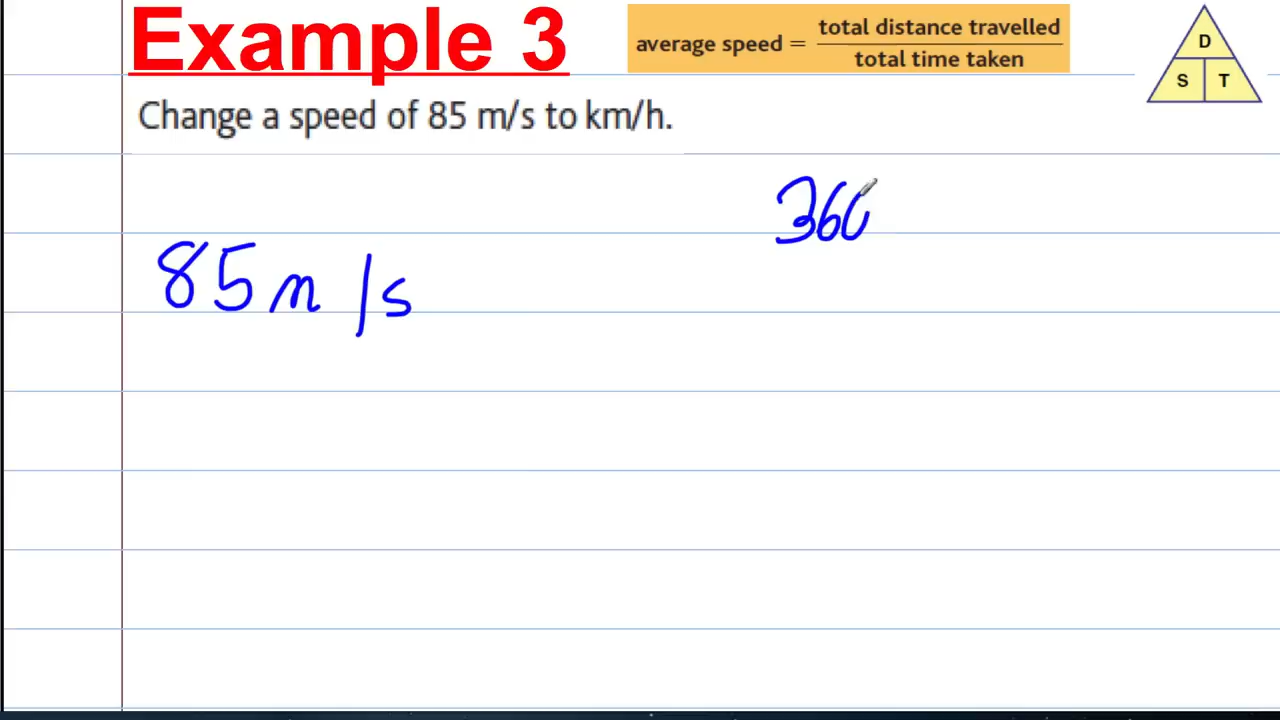 Example 3
average speed = total distance travelled / total time taken
D
S T
Change a speed of 85 m/s to km/h.
360
85 m/s